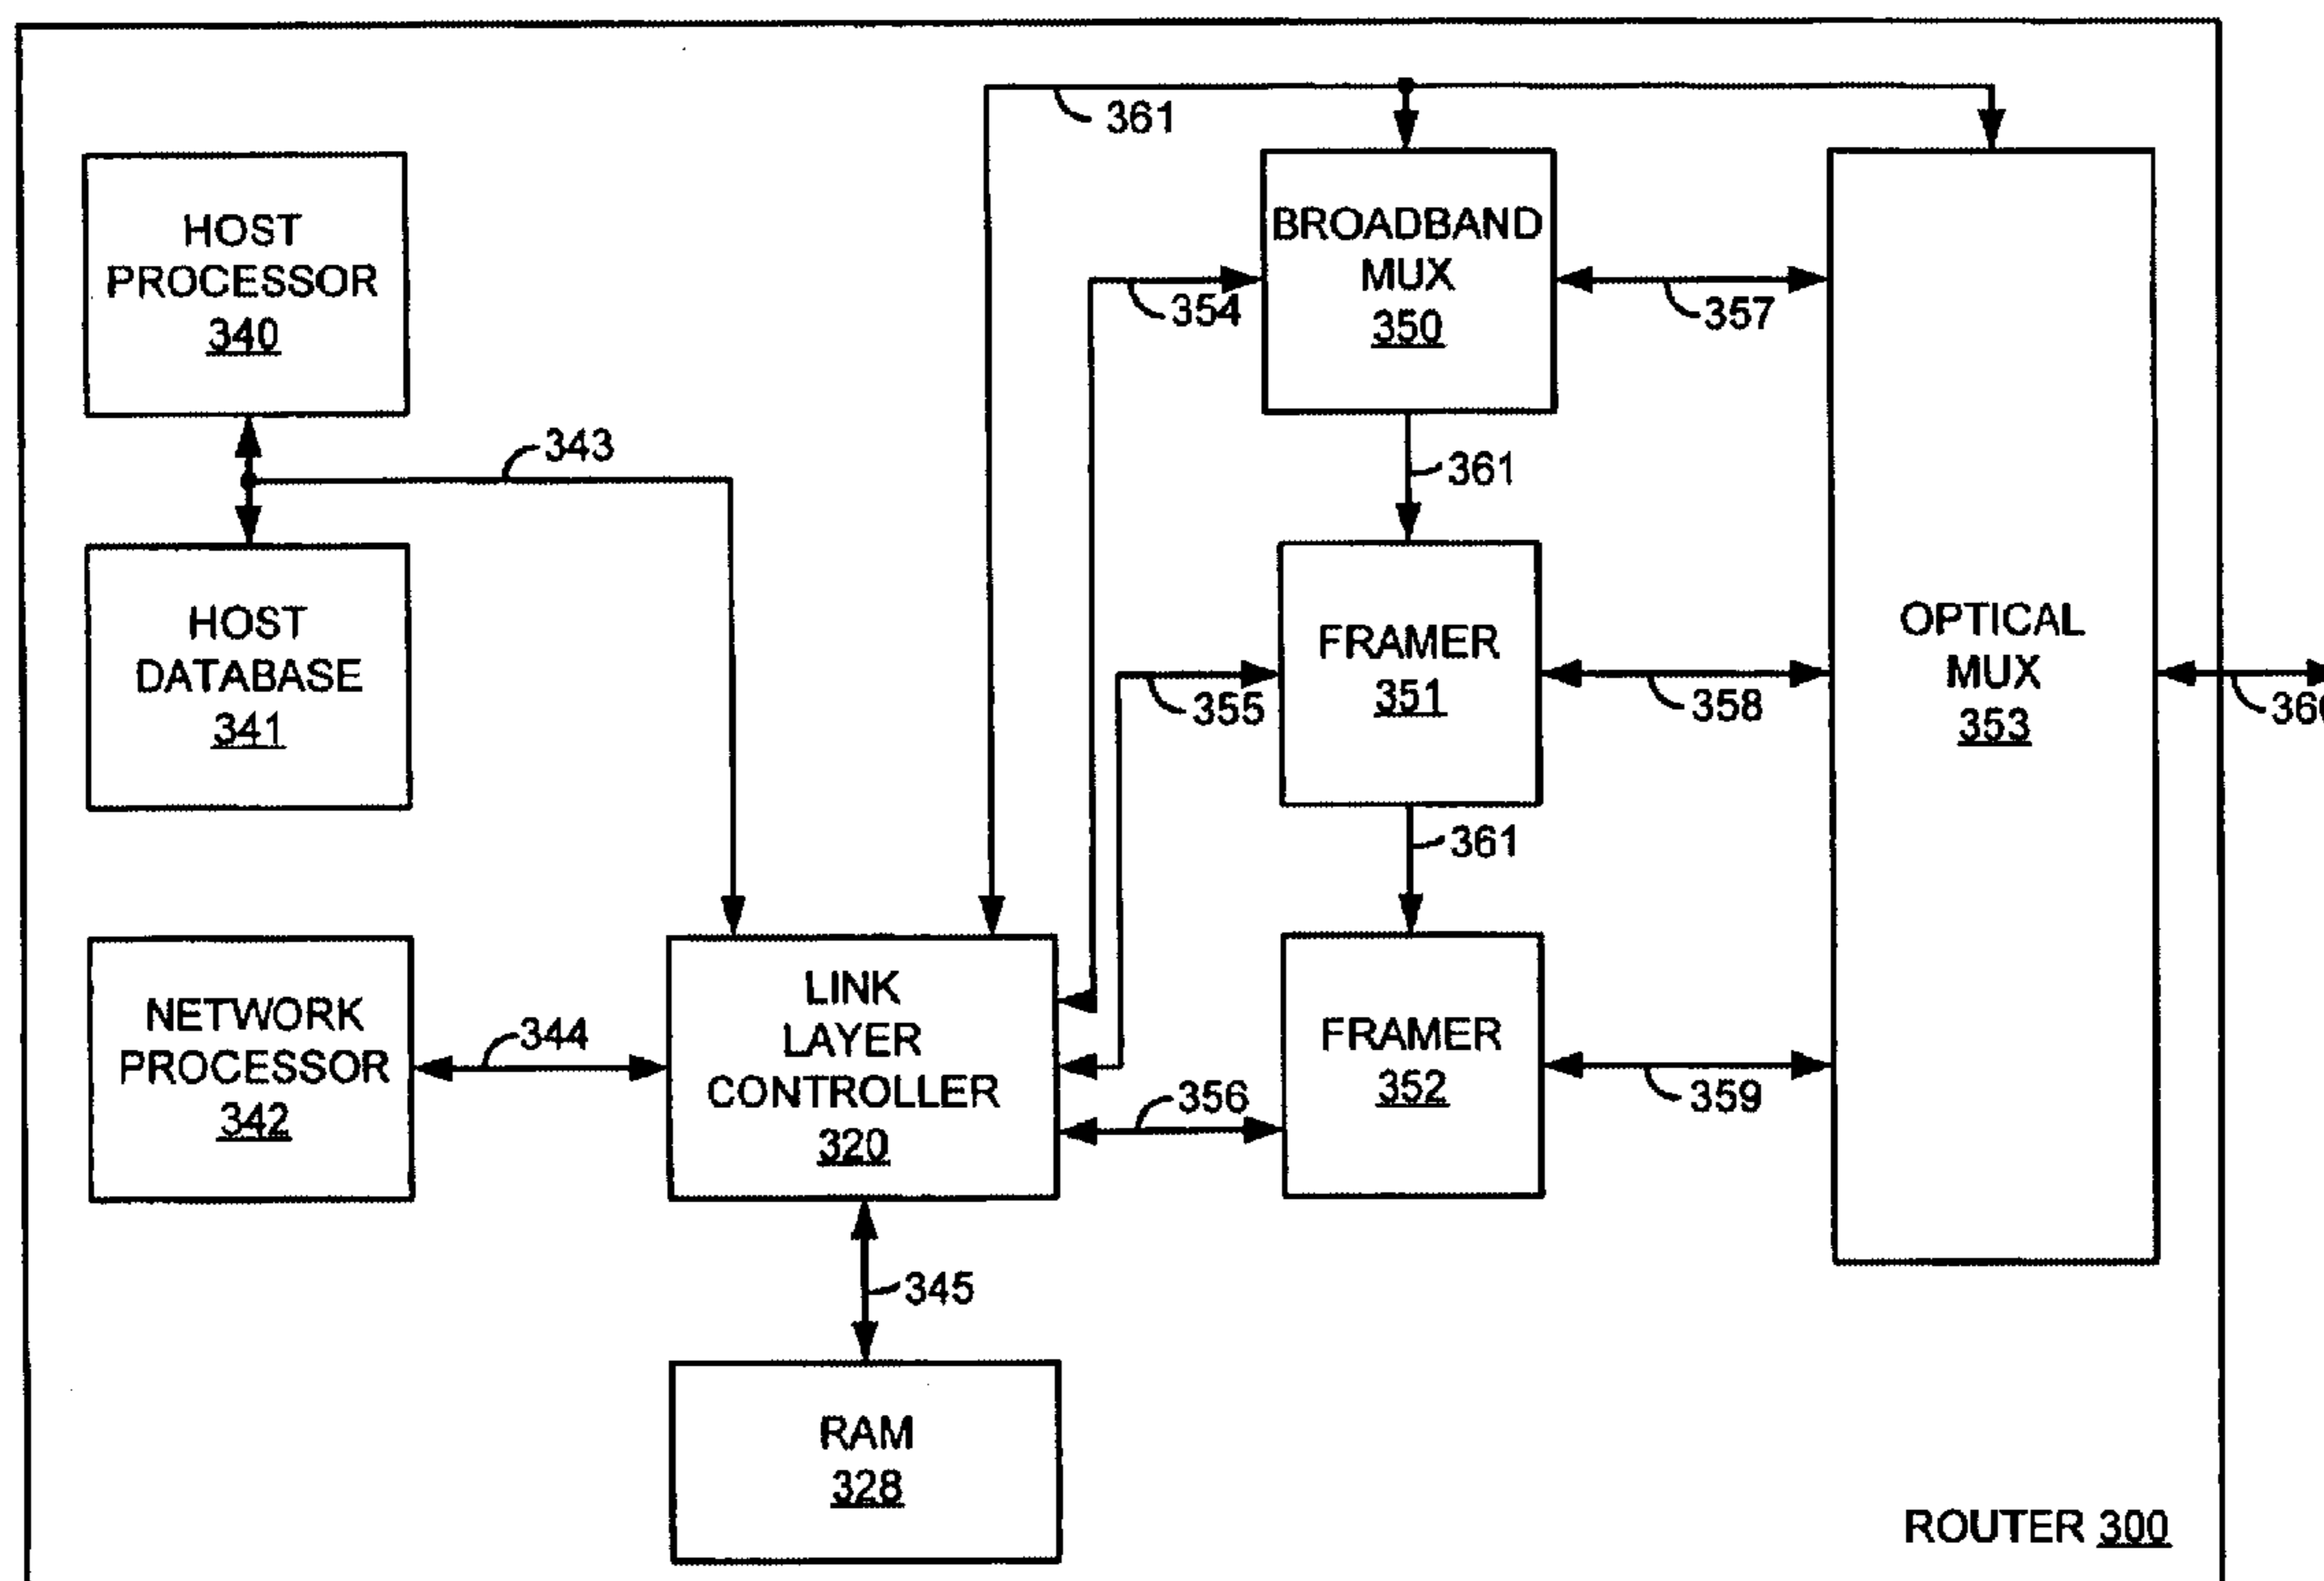 361
HOST
PROCESSOR
340
BROADBAND
MUX
350
354
357
343
361
HOST
DATABASE
341
FRAMER
351
355
358
OPTICAL
MUX
353
361
NETWORK
PROCESSOR
342
344
LINK
LAYER
CONTROLLER
320
356
FRAMER
352
359
345
RAM
328
ROUTER 300